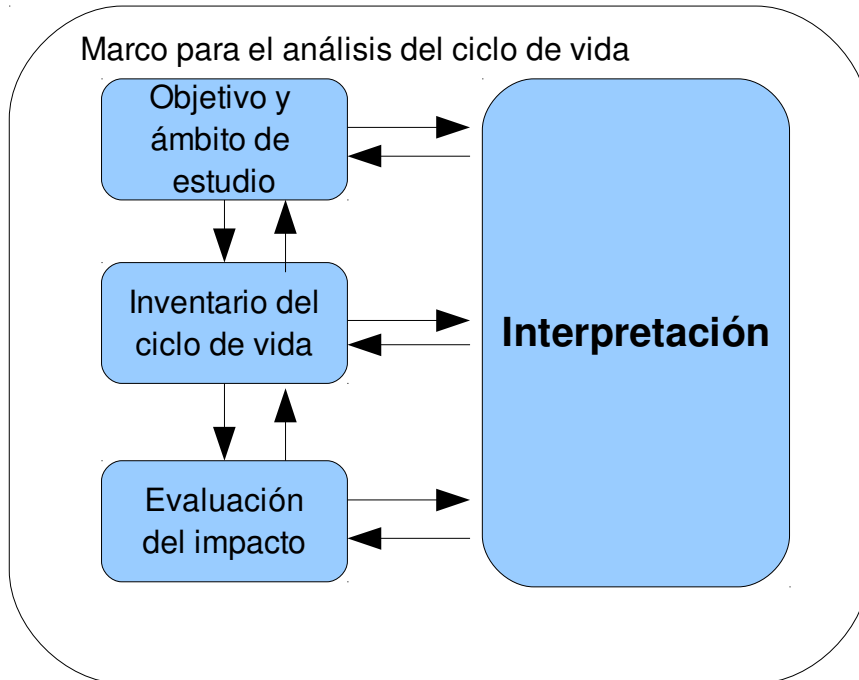 Marco para el análisis del ciclo de vida
Objetivo y
ámbito de
estudio
Inventario del
ciclo de vida
Interpretación
Evaluación
del impacto